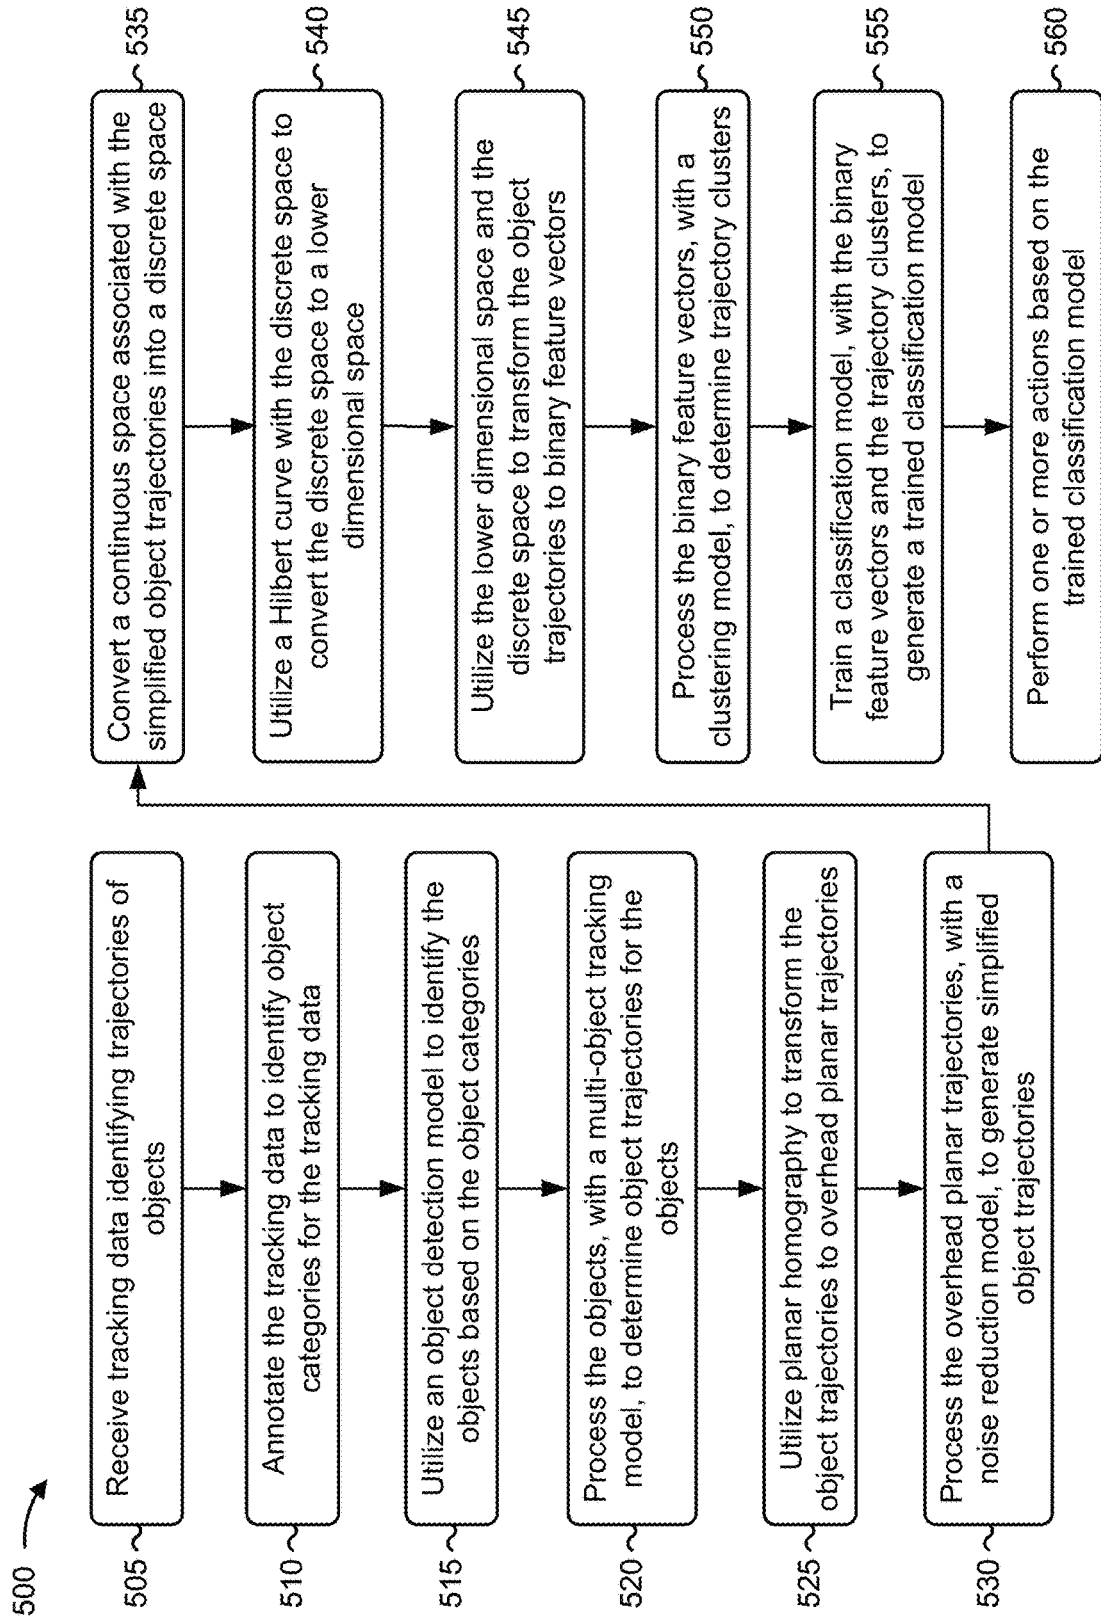 500
505
Receive tracking data identifying trajectories of
objects
510
Annotate the tracking data to identify object
categories for the tracking data
515
Utilize an object detection model to identify the
objects based on the object categories
520
Process the objects, with a multi-object tracking
model, to determine object trajectories for the
objects
525
Utilize planar homography to transform the
object trajectories to overhead planar trajectories
530
Process the overhead planar trajectories, with a
noise reduction model, to generate simplified
object trajectories
Convert a continuous space associated with the
simplified object trajectories into a discrete space
535
Utilize a Hilbert curve with the discrete space to
convert the discrete space to a lower
dimensional space
540
Utilize the lower dimensional space and the
discrete space to transform the object
trajectories to binary feature vectors
545
Process the binary feature vectors, with a
clustering model, to determine trajectory clusters
550
Train a classification model, with the binary
feature vectors and the trajectory clusters, to
generate a trained classification model
555
Perform one or more actions based on the
trained classification model
560